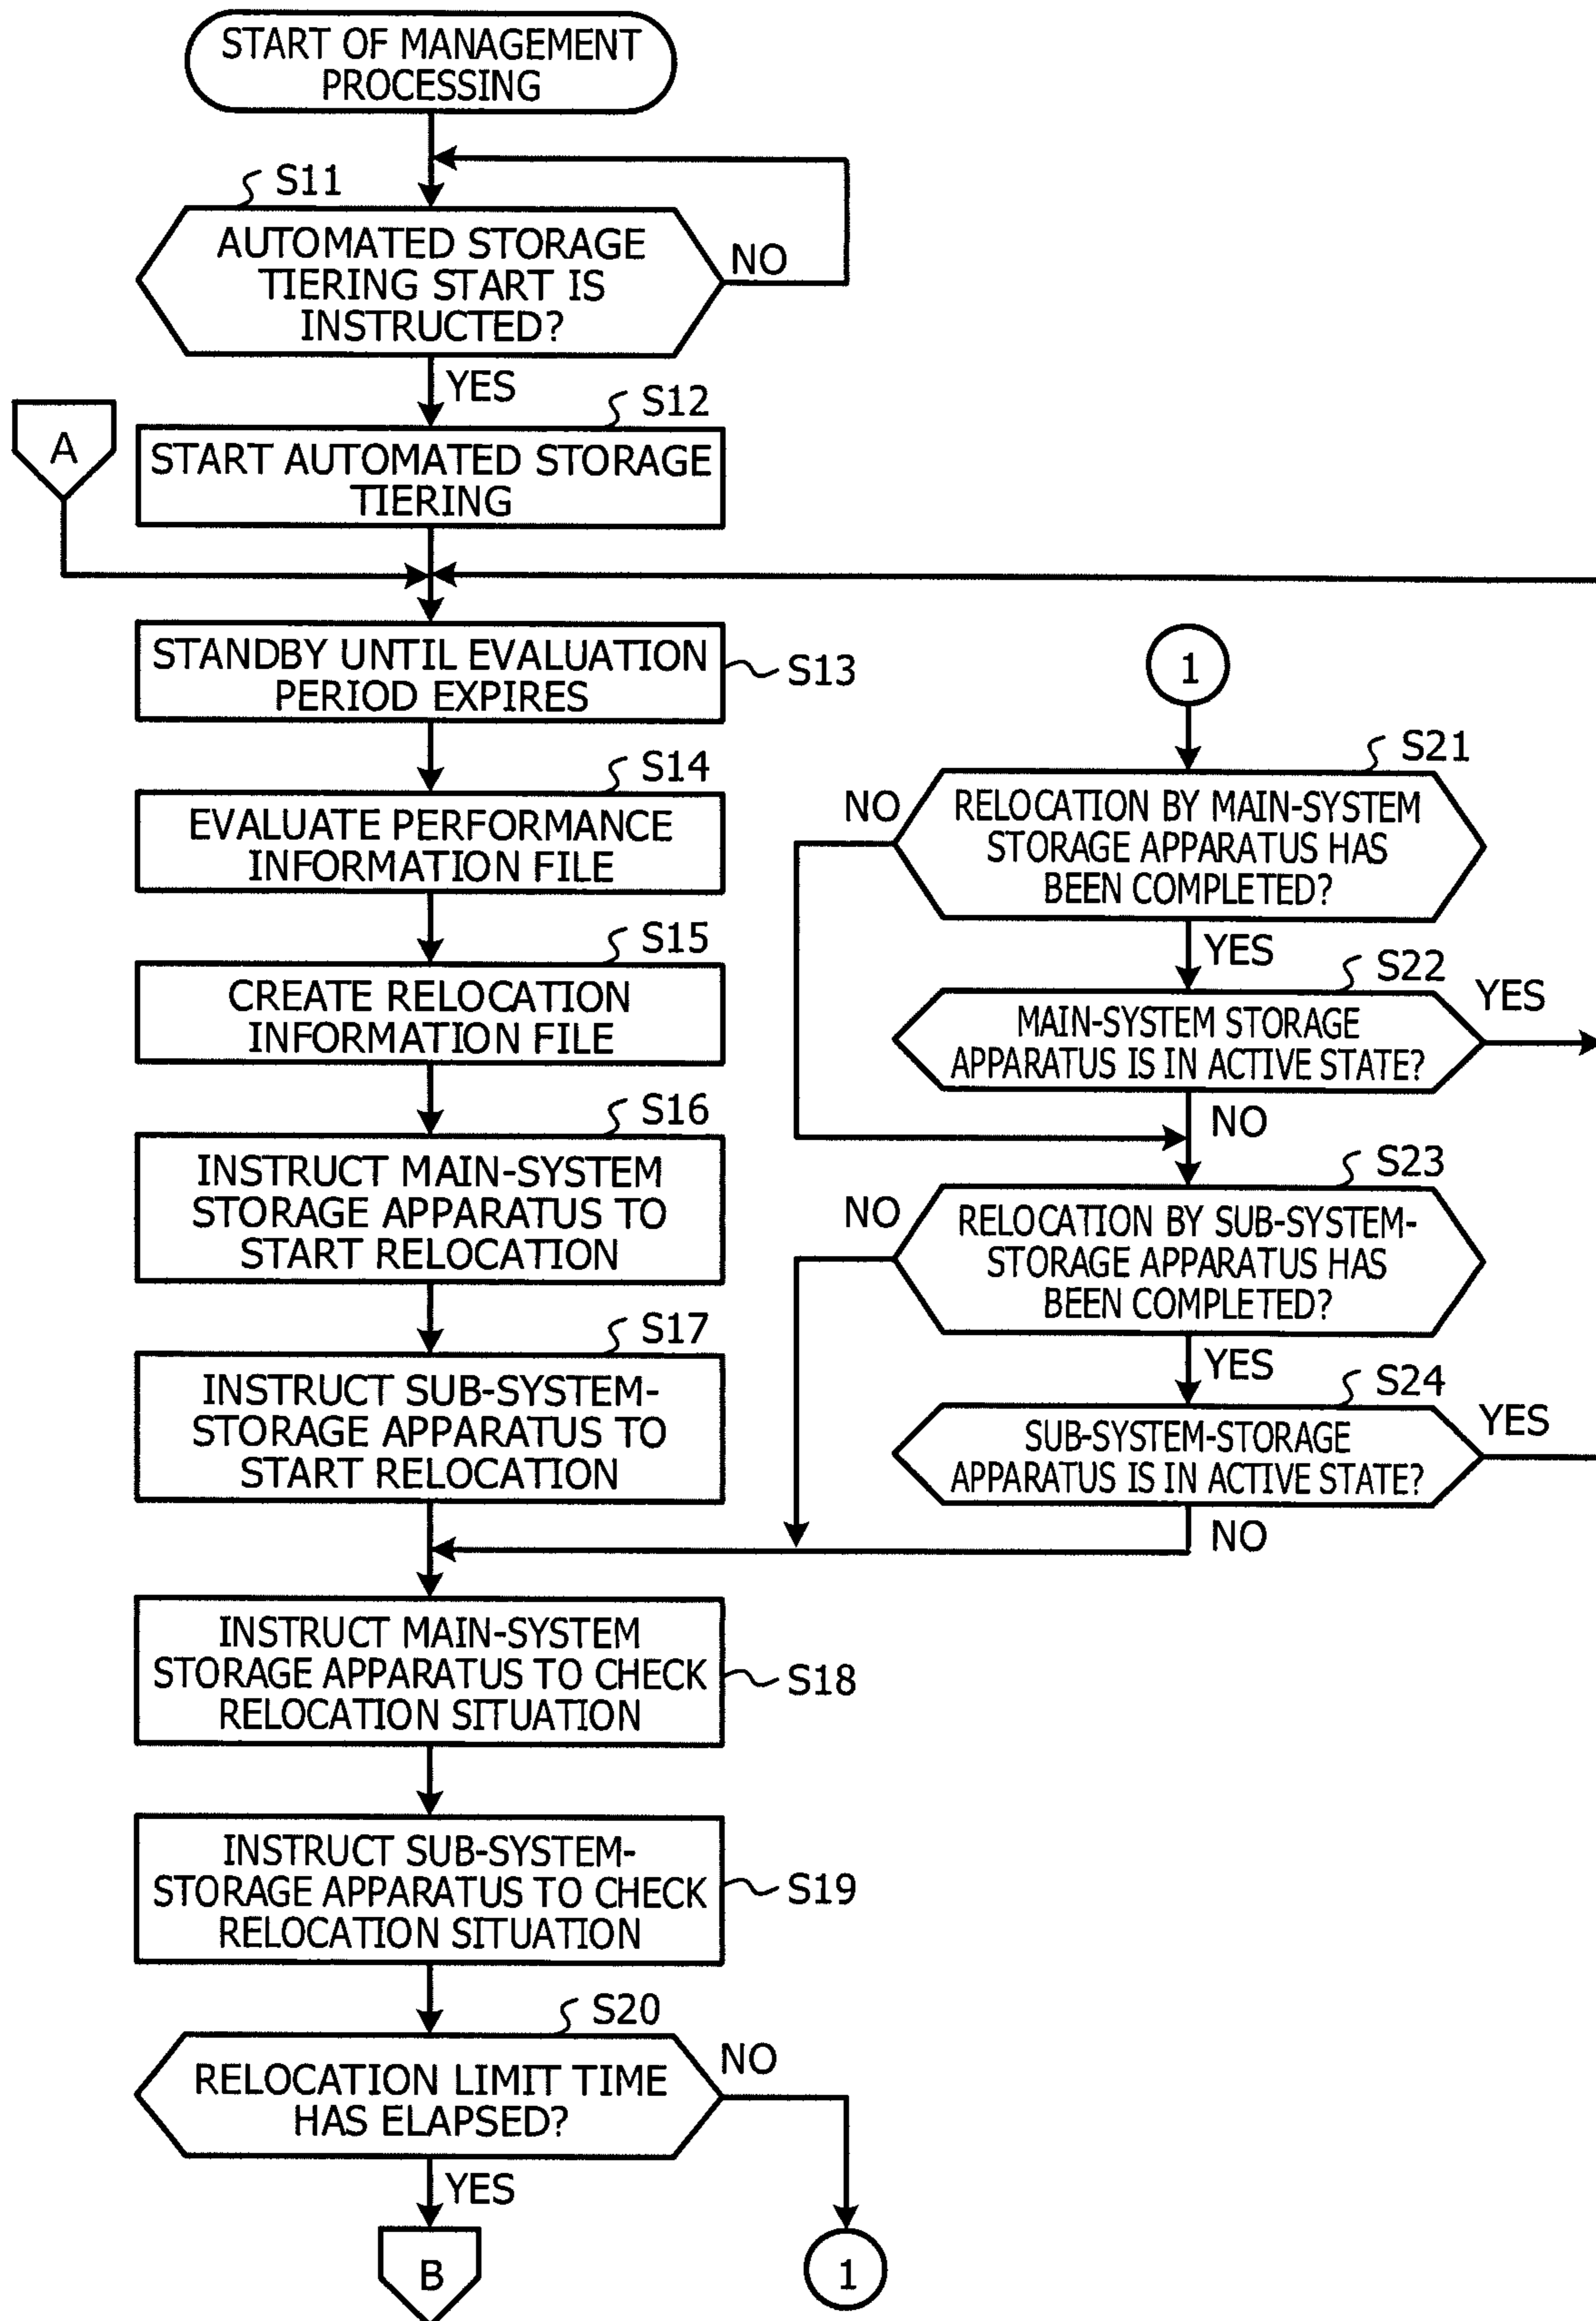 START OF MANAGEMENT
PROCESSING
S11
AUTOMATED STORAGE
TIERING START IS
INSTRUCTED?
NO
YES
S12
A
START AUTOMATED STORAGE
TIERING
STANDBY UNTIL EVALUATION
PERIOD EXPIRES
S13
S14
EVALUATE PERFORMANCE
INFORMATION FILE
S15
CREATE RELOCATION
INFORMATION FILE
S16
INSTRUCT MAIN-SYSTEM
STORAGE APPARATUS TO
START RELOCATION
S17
INSTRUCT SUB-SYSTEM-
STORAGE APPARATUS TO
START RELOCATION
INSTRUCT MAIN-SYSTEM
STORAGE APPARATUS TO CHECK
RELOCATION SITUATION
S18
INSTRUCT SUB-SYSTEM-
STORAGE APPARATUS TO CHECK
RELOCATION SITUATION
S19
S20
RELOCATION LIMIT TIME
HAS ELAPSED?
NO
YES
B
1
1
S21
NO
RELOCATION BY MAIN-SYSTEM
STORAGE APPARATUS HAS
BEEN COMPLETED?
YES
S22
YES
MAIN-SYSTEM STORAGE
APPARATUS IS IN ACTIVE STATE?
NO
S23
NO
RELOCATION BY SUB-SYSTEM-
STORAGE APPARATUS HAS
BEEN COMPLETED?
YES
S24
YES
SUB-SYSTEM-STORAGE
APPARATUS IS IN ACTIVE STATE?
NO